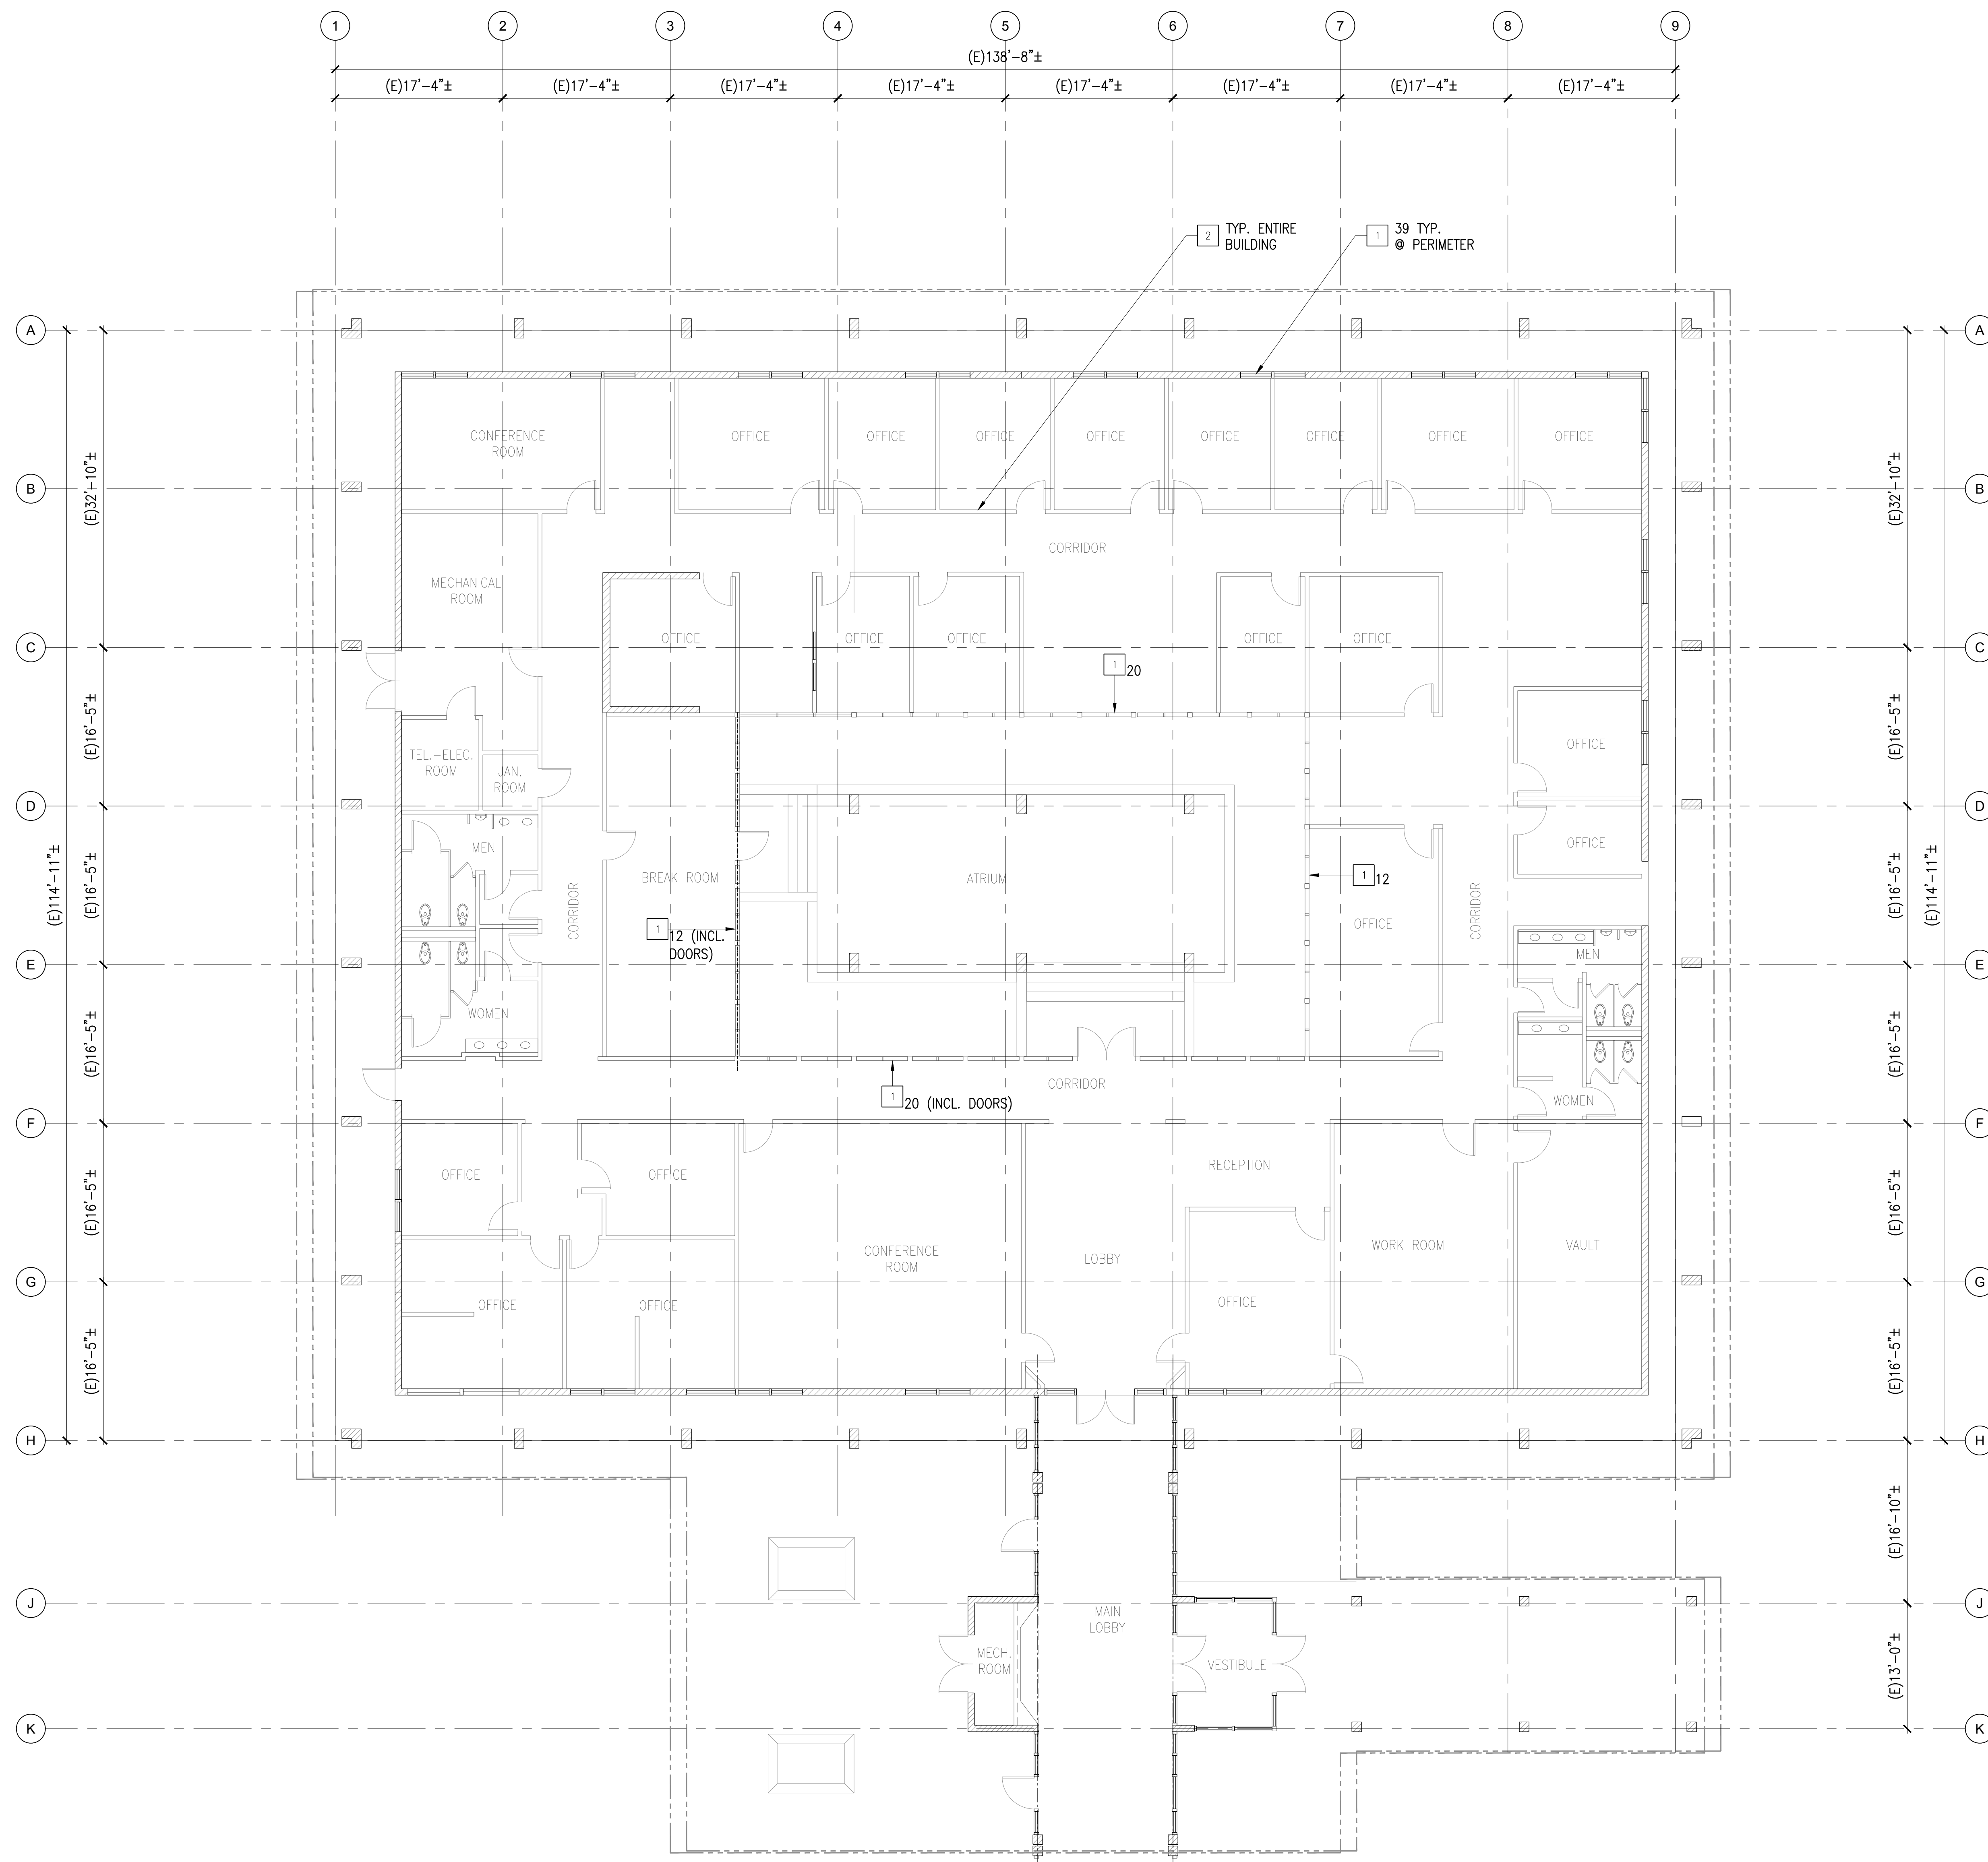 1 2 3 4 5 6 7 8 9
(E)138'-8"±
(E)17'-4"± (E)17'-4"± (E)17'-4"± (E)17'-4"± (E)17'-4"± (E)17'-4"± (E)17'-4"± (E)17'-4"±
2 TYP. ENTIRE
BUILDING
1 39 TYP.
@ PERIMETER
A A
CONFERENCE
ROOM
OFFICE OFFICE OFFICE OFFICE OFFICE OFFICE OFFICE OFFICE
(E)32'-10"± (E)32'-10"±
B B
CORRIDOR
MECHANICAL
ROOM
OFFICE OFFICE OFFICE OFFICE OFFICE
C C
1 20
(E)16'-5"± (E)16'-5"±
OFFICE
TEL.-ELEC.
ROOM
JAN.
ROOM
D D
OFFICE
MEN
(E)114'-11"± (E)16'-5"± (E)16'-5"± (E)114'-11"±
BREAK ROOM
ATRIUM
1 12
CORRIDOR
OFFICE
CORRIDOR
1 12 (INCL.
DOORS)
MEN
E E
WOMEN
(E)16'-5"± (E)16'-5"±
CORRIDOR
1 20 (INCL. DOORS)
WOMEN
F F
RECEPTION
OFFICE OFFICE
(E)16'-5"± (E)16'-5"±
CONFERENCE
ROOM
LOBBY
WORK ROOM
VAULT
G G
OFFICE OFFICE OFFICE
(E)16'-5"± (E)16'-5"±
H H
(E)16'-10"±
J J
MAIN
LOBBY
MECH.
ROOM
VESTIBULE
(E)13'-0"±
K K